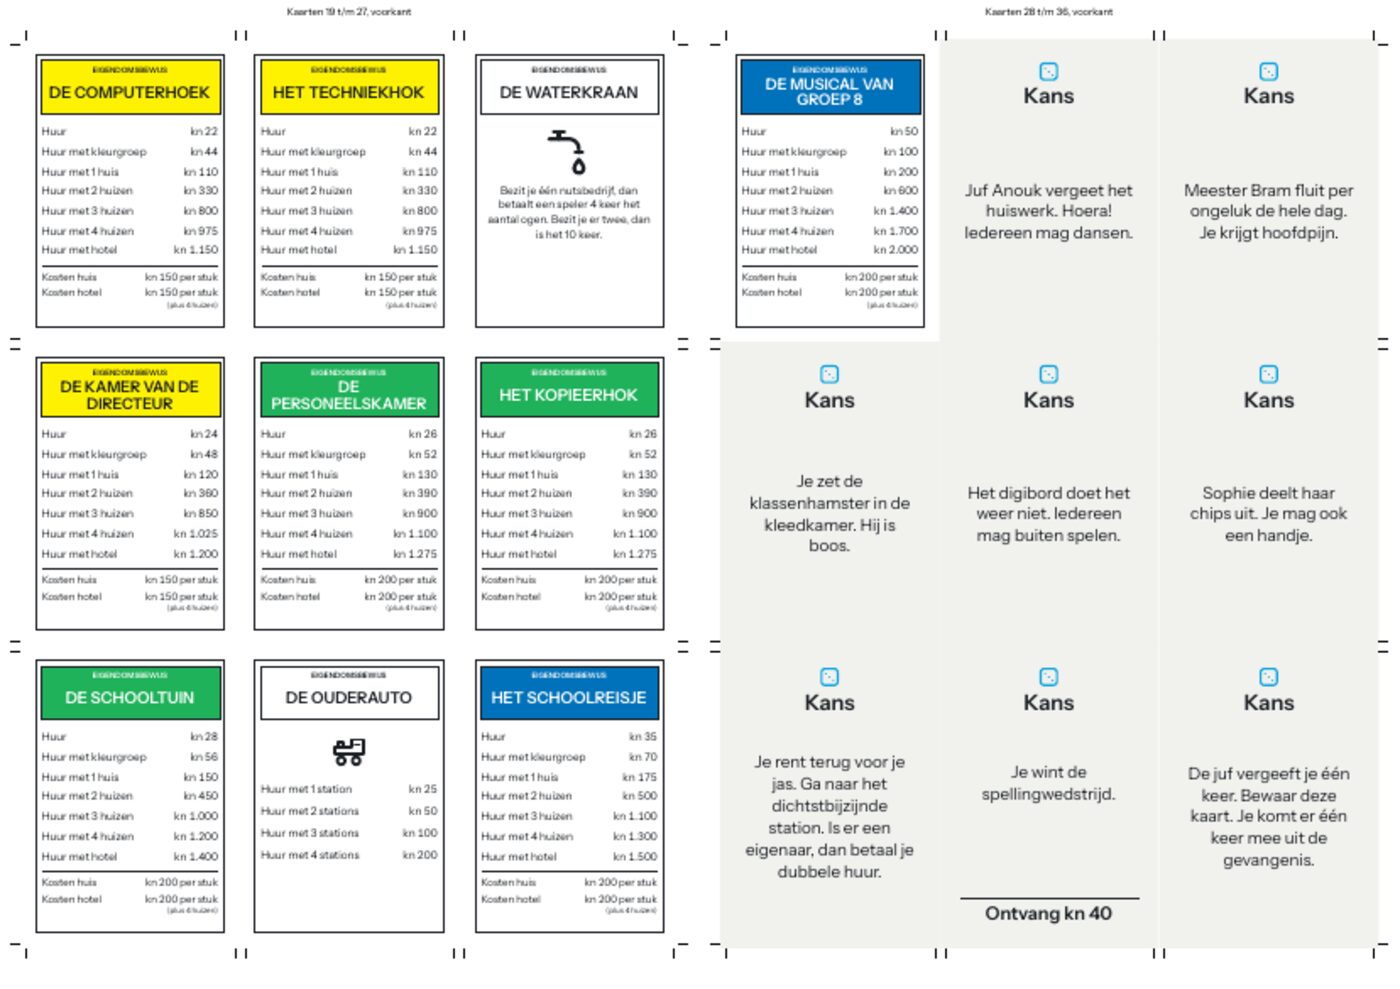 Kaarten 19 t/m 27, voorkant
EIGENDOMSBEWIJS
DE COMPUTERHOEK
Huur kn 22
Huur met kleurgroep kn 44
Huur met 1 huis kn 110
Huur met 2 huizen kn 330
Huur met 3 huizen kn 800
Huur met 4 huizen kn 975
Huur met hotel kn 1.150
Kosten huis kn 150 per stuk
Kosten hotel kn 150 per stuk
(plus 4 huizen)
EIGENDOMSBEWIJS
HET TECHNIEKHOK
Huur kn 22
Huur met kleurgroep kn 44
Huur met 1 huis kn 110
Huur met 2 huizen kn 330
Huur met 3 huizen kn 800
Huur met 4 huizen kn 975
Huur met hotel kn 1.150
Kosten huis kn 150 per stuk
Kosten hotel kn 150 per stuk
(plus 4 huizen)
EIGENDOMSBEWIJS
DE WATERKRAAN
Bezit je één nutsbedrijf, dan
betaalt een speler 4 keer het
aantal ogen. Bezit je er twee, dan
is het 10 keer.
EIGENDOMSBEWIJS
DE KAMER VAN DE
DIRECTEUR
Huur kn 24
Huur met kleurgroep kn 48
Huur met 1 huis kn 120
Huur met 2 huizen kn 360
Huur met 3 huizen kn 850
Huur met 4 huizen kn 1.025
Huur met hotel kn 1.200
Kosten huis kn 150 per stuk
Kosten hotel kn 150 per stuk
(plus 4 huizen)
EIGENDOMSBEWIJS
DE
PERSONEELSKAMER
Huur kn 26
Huur met kleurgroep kn 52
Huur met 1 huis kn 130
Huur met 2 huizen kn 390
Huur met 3 huizen kn 900
Huur met 4 huizen kn 1.100
Huur met hotel kn 1.275
Kosten huis kn 200 per stuk
Kosten hotel kn 200 per stuk
(plus 4 huizen)
EIGENDOMSBEWIJS
HET KOPIEERHOK
Huur kn 26
Huur met kleurgroep kn 52
Huur met 1 huis kn 130
Huur met 2 huizen kn 390
Huur met 3 huizen kn 900
Huur met 4 huizen kn 1.100
Huur met hotel kn 1.275
Kosten huis kn 200 per stuk
Kosten hotel kn 200 per stuk
(plus 4 huizen)
EIGENDOMSBEWIJS
DE SCHOOLTUIN
Huur kn 28
Huur met kleurgroep kn 56
Huur met 1 huis kn 150
Huur met 2 huizen kn 450
Huur met 3 huizen kn 1.000
Huur met 4 huizen kn 1.200
Huur met hotel kn 1.400
Kosten huis kn 200 per stuk
Kosten hotel kn 200 per stuk
(plus 4 huizen)
EIGENDOMSBEWIJS
DE OUDERAUTO
Huur met 1 station kn 25
Huur met 2 stations kn 50
Huur met 3 stations kn 100
Huur met 4 stations kn 200
EIGENDOMSBEWIJS
HET SCHOOLREISJE
Huur kn 35
Huur met kleurgroep kn 70
Huur met 1 huis kn 175
Huur met 2 huizen kn 500
Huur met 3 huizen kn 1.100
Huur met 4 huizen kn 1.300
Huur met hotel kn 1.500
Kosten huis kn 200 per stuk
Kosten hotel kn 200 per stuk
(plus 4 huizen)
Kaarten 28 t/m 36, voorkant
EIGENDOMSBEWIJS
DE MUSICAL VAN
GROEP 8
Huur kn 50
Huur met kleurgroep kn 100
Huur met 1 huis kn 200
Huur met 2 huizen kn 600
Huur met 3 huizen kn 1.400
Huur met 4 huizen kn 1.700
Huur met hotel kn 2.000
Kosten huis kn 200 per stuk
Kosten hotel kn 200 per stuk
(plus 4 huizen)
Kans
Juf Anouk vergeet het
huiswerk. Hoera!
Iedereen mag dansen.
Kans
Meester Bram fluit per
ongeluk de hele dag.
Je krijgt hoofdpijn.
Kans
Je zet de
klassenhamster in de
kleedkamer. Hij is
boos.
Kans
Het digibord doet het
weer niet. Iedereen
mag buiten spelen.
Kans
Sophie deelt haar
chips uit. Je mag ook
een handje.
Kans
Je rent terug voor je
jas. Ga naar het
dichtstbijzijnde
station. Is er een
eigenaar, dan betaal je
dubbele huur.
Kans
Je wint de
spellingwedstrijd.
Ontvang kn 40
Kans
De juf vergeeft je één
keer. Bewaar deze
kaart. Je komt er één
keer mee uit de
gevangenis.